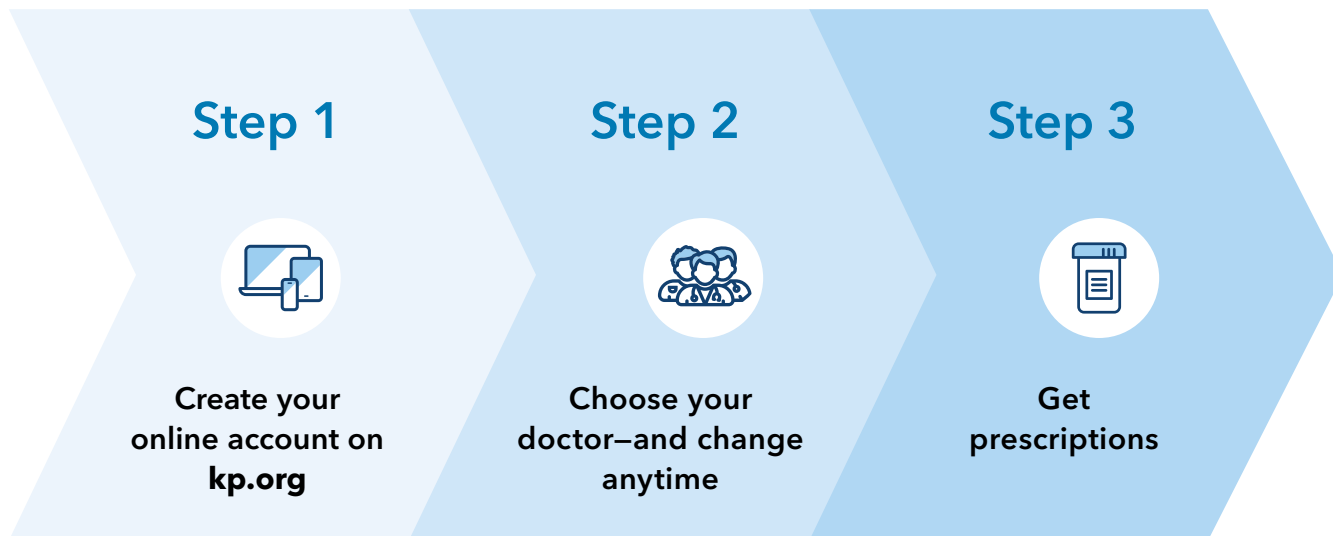 Step 1
Create your
online account on
kp.org
Step 2
Choose your
doctor—and change
anytime
Step 3
Get
prescriptions